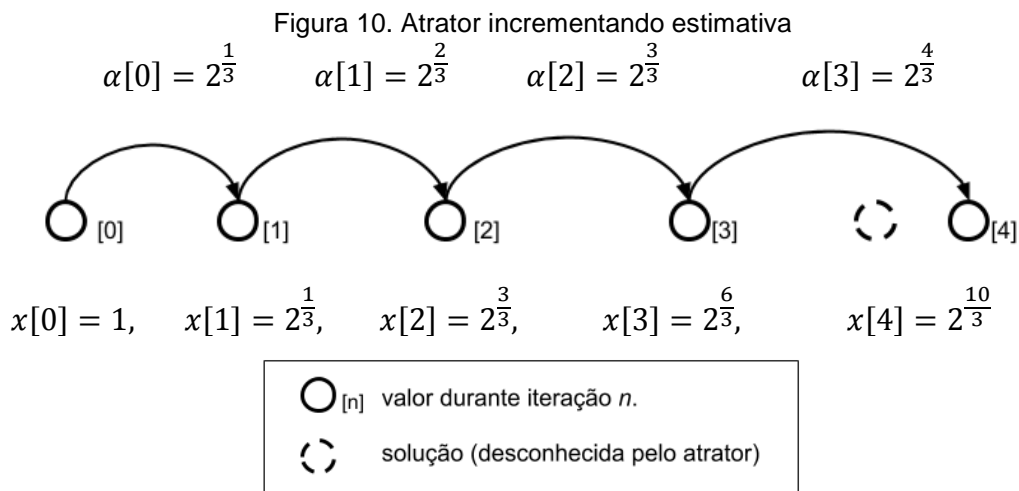 Figura 10. Atrator incrementando estimativa
α[0] = 2^{1/3} α[1] = 2^{2/3} α[2] = 2^{3/3} α[3] = 2^{4/3}
[0] [1] [2] [3] [4]
x[0] = 1, x[1] = 2^{1/3}, x[2] = 2^{3/3}, x[3] = 2^{6/3}, x[4] = 2^{10/3}
[n] valor durante iteração n.
solução (desconhecida pelo atrator)